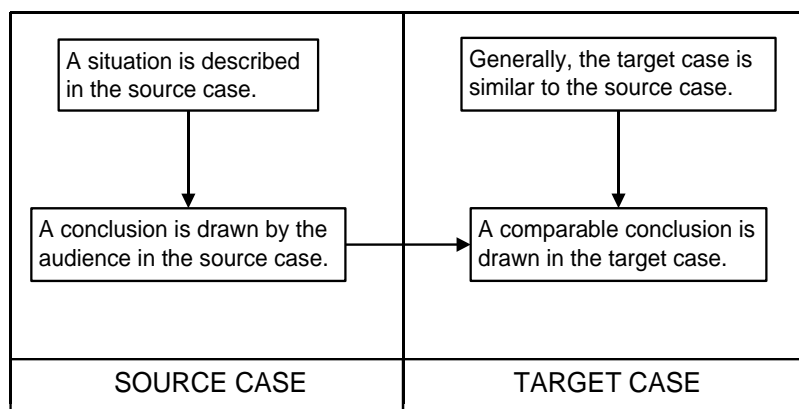 A situation is described
in the source case.
Generally, the target case is
similar to the source case.
A conclusion is drawn by the
audience in the source case.
A comparable conclusion is
drawn in the target case.
SOURCE CASE
TARGET CASE